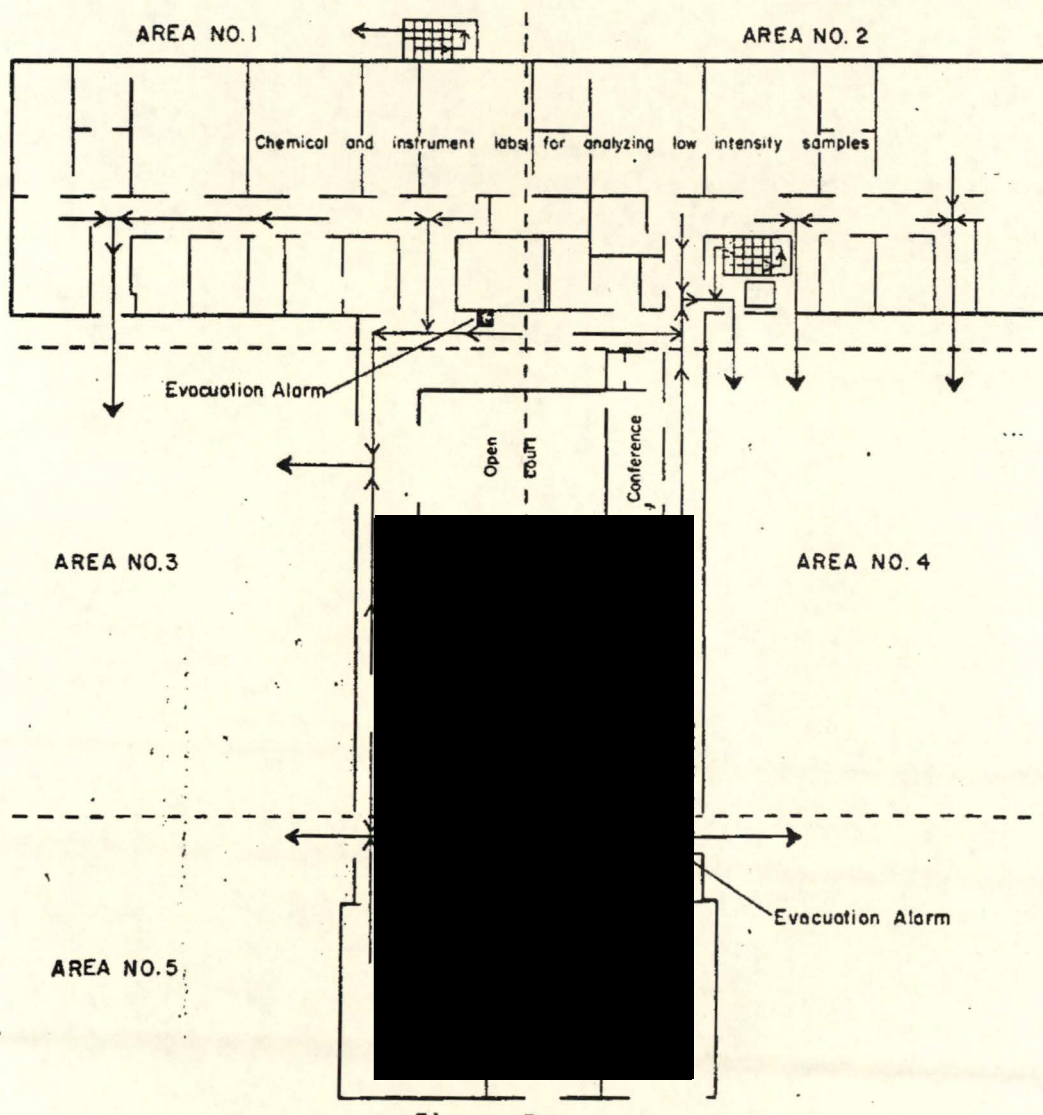 AREA NO. 1
AREA NO. 2
Chemical and instrument labs for analyzing low intensity samples
Evacuation Alarm
Open
court
Conference
AREA NO. 3
AREA NO. 4
Evacuation Alarm
AREA NO. 5